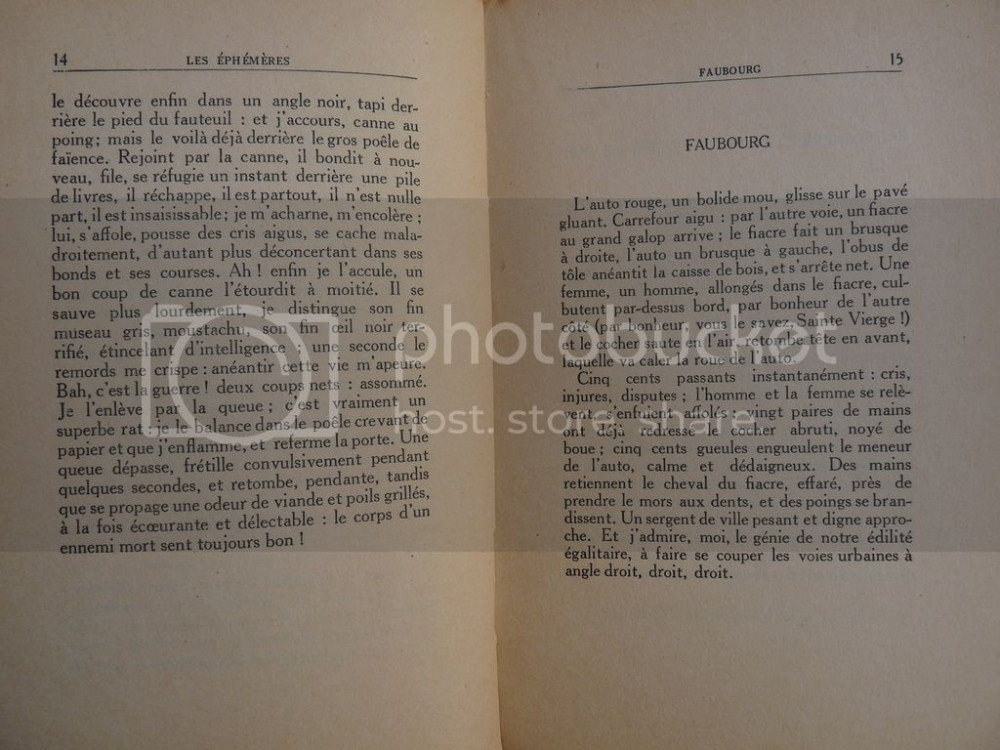 14
LES ÉPHÉMÈRES
le découvre enfin dans un angle noir, tapi der-
rière le pied du fauteuil : et j'accours, canne au
poing; mais le voilà déjà derrière le gros poêle de
faïence. Rejoint par la canne, il bondit à nou-
veau, file, se réfugie un instant derrière une pile
de livres, il réchappe, il est partout, il n'est nulle
part, il est insaisissable; je m'acharne, m'encolère ;
lui, s'affole, pousse des cris aigus, se cache mala-
droitement, d'autant plus déconcertant dans ses
bonds et ses courses. Ah ! enfin je l'accule, un
bon coup de canne l'étourdit à moitié. Il se
sauve plus lourdement, je distingue son fin
museau gris, moustachu, son fin œil noir ter-
rifié, étincelant d'intelligence ; une seconde le
remords me crispe : anéantir cette vie m'apeure.
Bah, c'est la guerre ! deux coups nets : assommé.
Je l'enlève par la queue ; c'est vraiment un
superbe rat : je le balance dans le poêle crevant de
papier et que j'enflamme, et referme la porte. Une
queue dépasse, frétille convulsivement pendant
quelques secondes, et retombe, pendante, tandis
que se propage une odeur de viande et poils grillés,
à la fois écœurante et délectable : le corps d'un
ennemi mort sent toujours bon !
FAUBOURG
15
FAUBOURG
L'auto rouge, un bolide mou, glisse sur le pavé
gluant. Carrefour aigu : par l'autre voie, un fiacre
au grand galop arrive ; le fiacre fait un brusque
à droite, l'auto un brusque à gauche, l'obus de
tôle anéantit la caisse de bois, et s'arrête net. Une
femme, un homme, allongés dans le fiacre, cul-
butent par-dessus bord, par bonheur de l'autre
côté (par bonheur, vous le savez, Sainte Vierge !)
et le cocher saute en l'air, retombe tête en avant,
laquelle va caler la roue de l'auto.
Cinq cents passants instantanément : cris,
injures, disputes ; l'homme et la femme se relè-
vent, s'enfuient affolés ; vingt paires de mains
ont déjà redressé le cocher abruti, noyé de
boue ; cinq cents gueules engueulent le meneur
de l'auto, calme et dédaigneux. Des mains
retiennent le cheval du fiacre, effaré, près de
prendre le mors aux dents, et des poings se bran-
dissent. Un sergent de ville pesant et digne appro-
che. Et j'admire, moi, le génie de notre édilité
égalitaire, à faire se couper les voies urbaines à
angle droit, droit, droit.
photobucket
host. store. share.